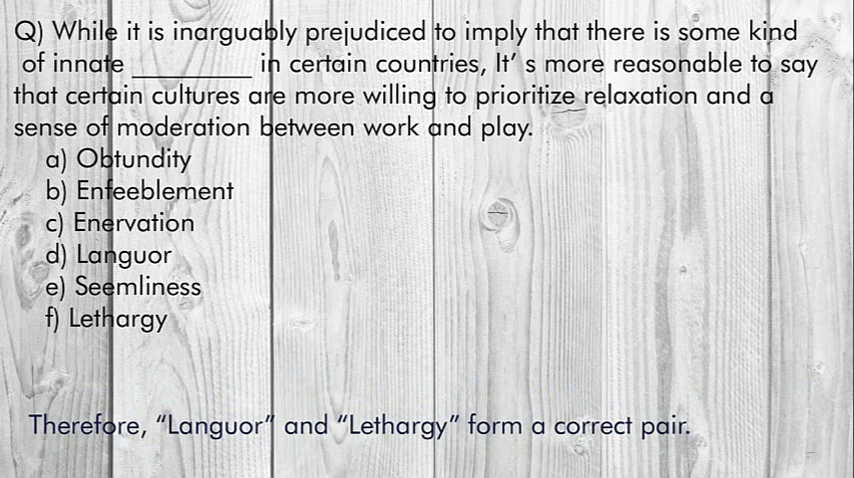 Q) While it is inarguably prejudiced to imply that there is some kind
of innate __________ in certain countries, It' s more reasonable to say
that certain cultures are more willing to prioritize relaxation and a
sense of moderation between work and play.
a) Obtundity
b) Enfeeblement
c) Enervation
d) Languor
e) Seemliness
f) Lethargy
Therefore, “Languor” and “Lethargy” form a correct pair.